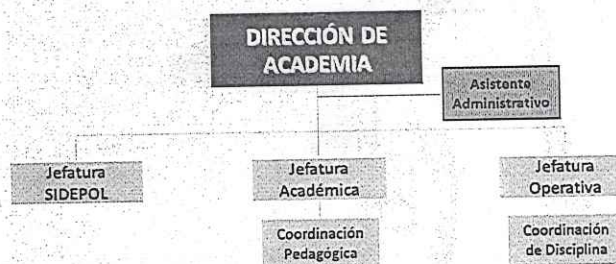 DIRECCIÓN DE
ACADEMIA
Asistente
Administrativo
Jefatura
SIDEPOL
Jefatura
Académica
Jefatura
Operativa
Coordinación
Pedagógica
Coordinación
de Disciplina